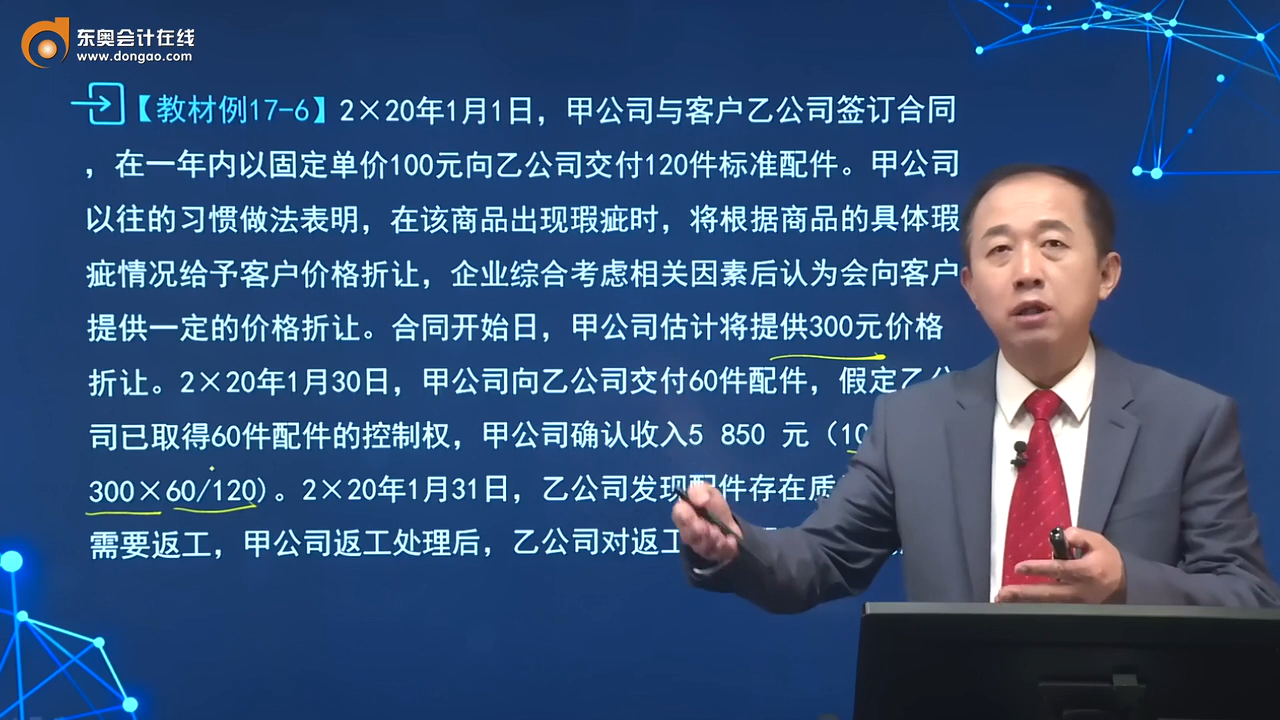 东奥会计在线
www.dongao.com
【教材例17-6】2×20年1月1日，甲公司与客户乙公司签订合同
，在一年内以固定单价100元向乙公司交付120件标准配件。甲公司
以往的习惯做法表明，在该商品出现瑕疵时，将根据商品的具体瑕
疵情况给予客户价格折让，企业综合考虑相关因素后认为会向客户
提供一定的价格折让。合同开始日，甲公司估计将提供300元价格
折让。2×20年1月30日，甲公司向乙公司交付60件配件，假定乙公
司已取得60件配件的控制权，甲公司确认收入5 850 元（10
300×60/120)。2×20年1月31日，乙公司发现配件存在质
需要返工，甲公司返工处理后，乙公司对返工